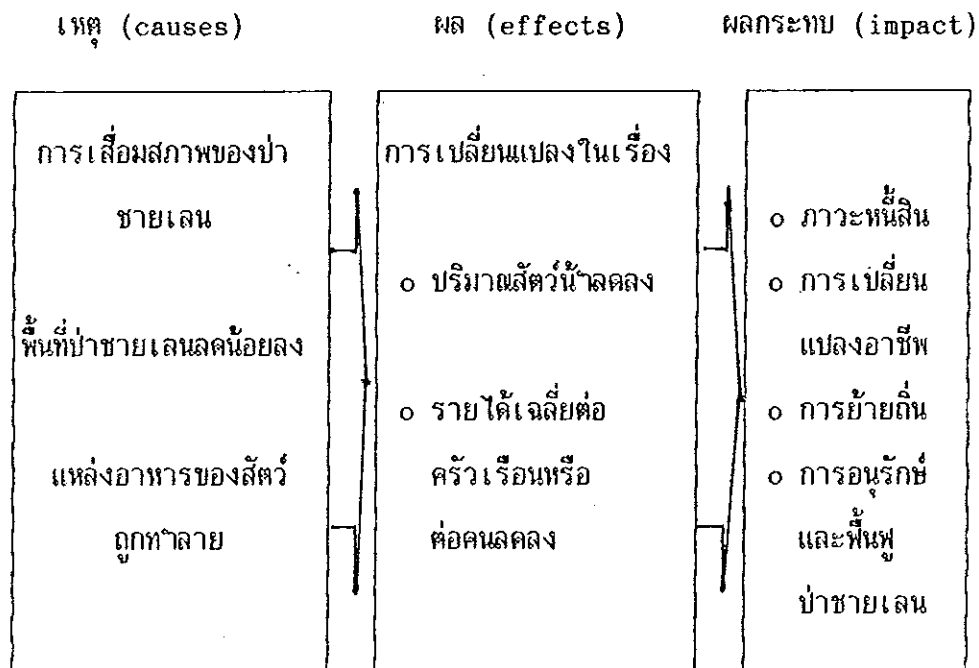 เหตุ (causes)
ผล (effects)
ผลกระทบ (impact)
การเสื่อมสภาพของป่า
ชายเลน
พื้นที่ป่าชายเลนลดน้อยลง
แหล่งอาหารของสัตว์
ถูกทำลาย
การเปลี่ยนแปลงในเรื่อง
o ปริมาณสัตว์น้ำลดลง
o รายได้เฉลี่ยต่อ
ครัวเรือนหรือ
ต่อคนลดลง
o ภาวะหนี้สิน
o การเปลี่ยน
แปลงอาชีพ
o การย้ายถิ่น
o การอนุรักษ์
และฟื้นฟู
ป่าชายเลน